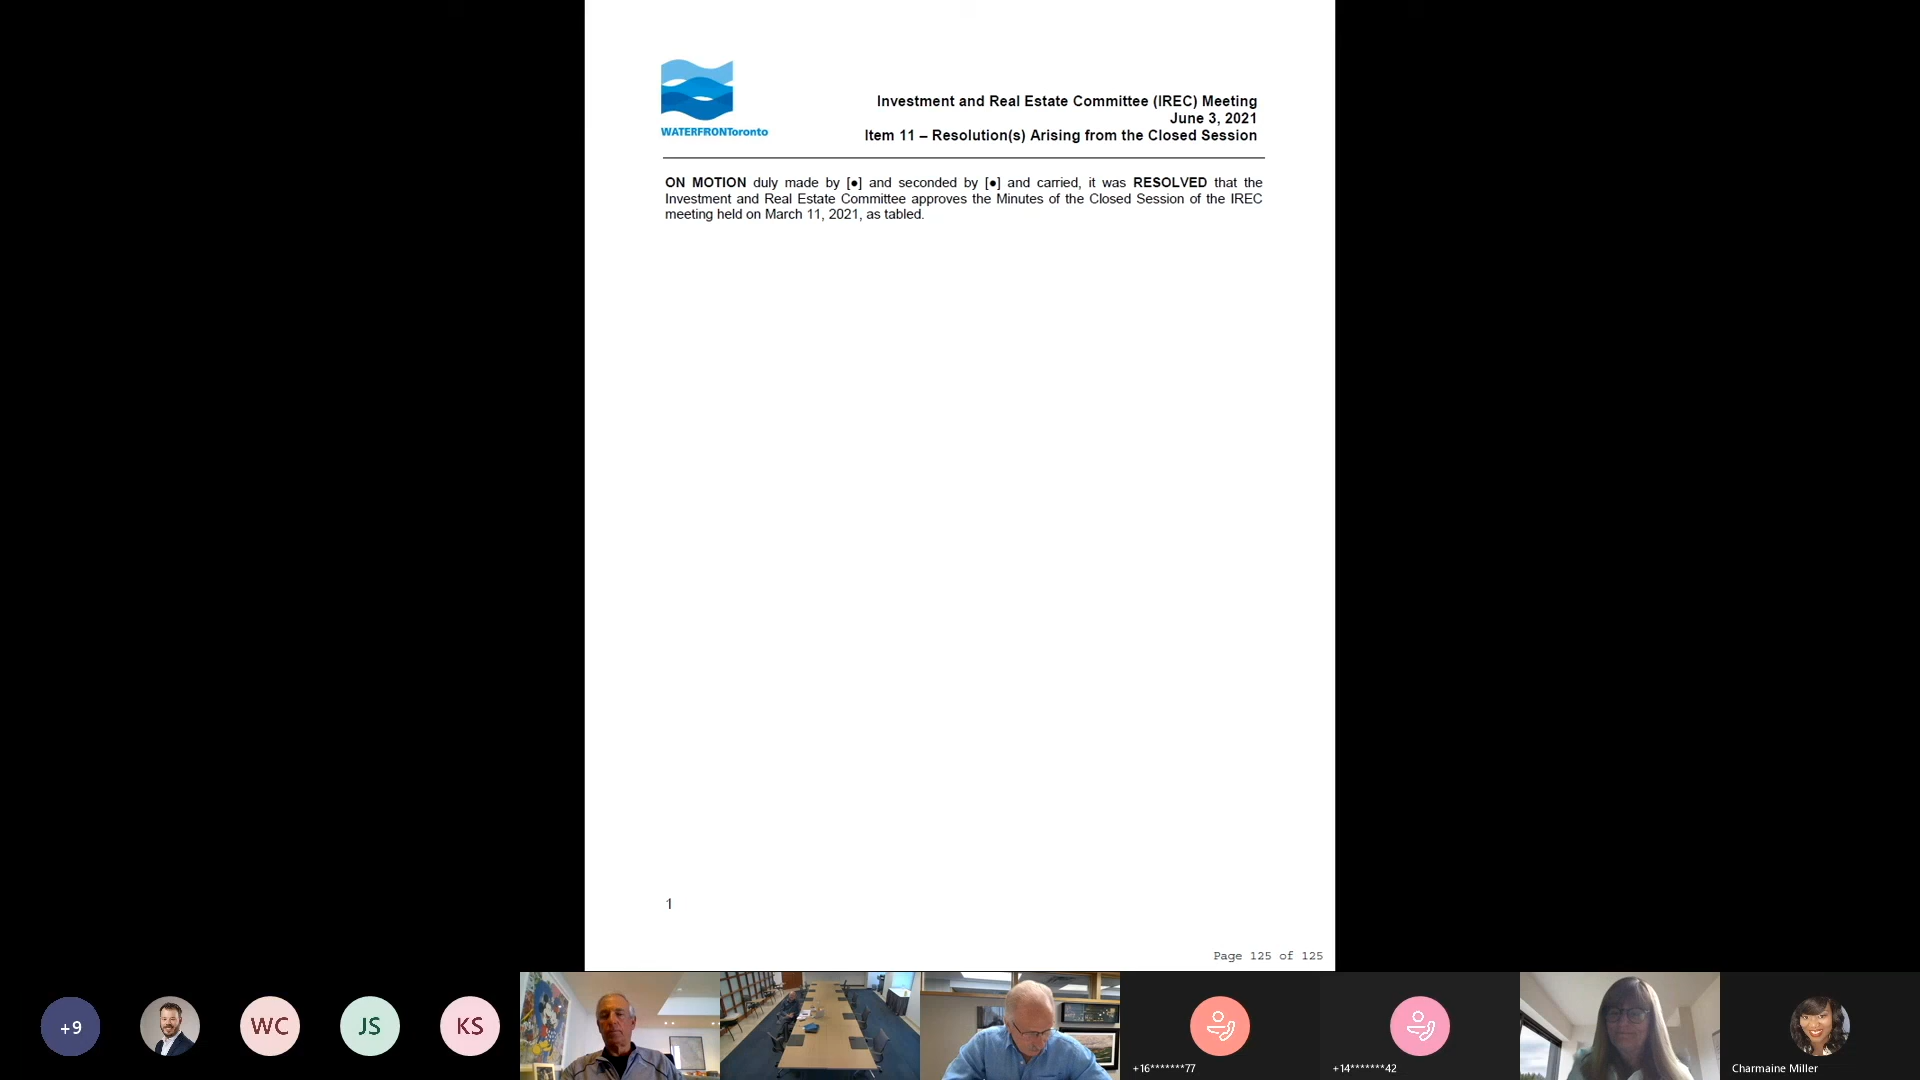 WATERFRONToronto
Investment and Real Estate Committee (IREC) Meeting
June 3, 2021
Item 11 – Resolution(s) Arising from the Closed Session
ON MOTION duly made by [●] and seconded by [●] and carried, it was RESOLVED that the
Investment and Real Estate Committee approves the Minutes of the Closed Session of the IREC
meeting held on March 11, 2021, as tabled.
1
Page 125 of 125
+9
WC
JS
KS
+16*******77
+14*******42
Charmaine Miller